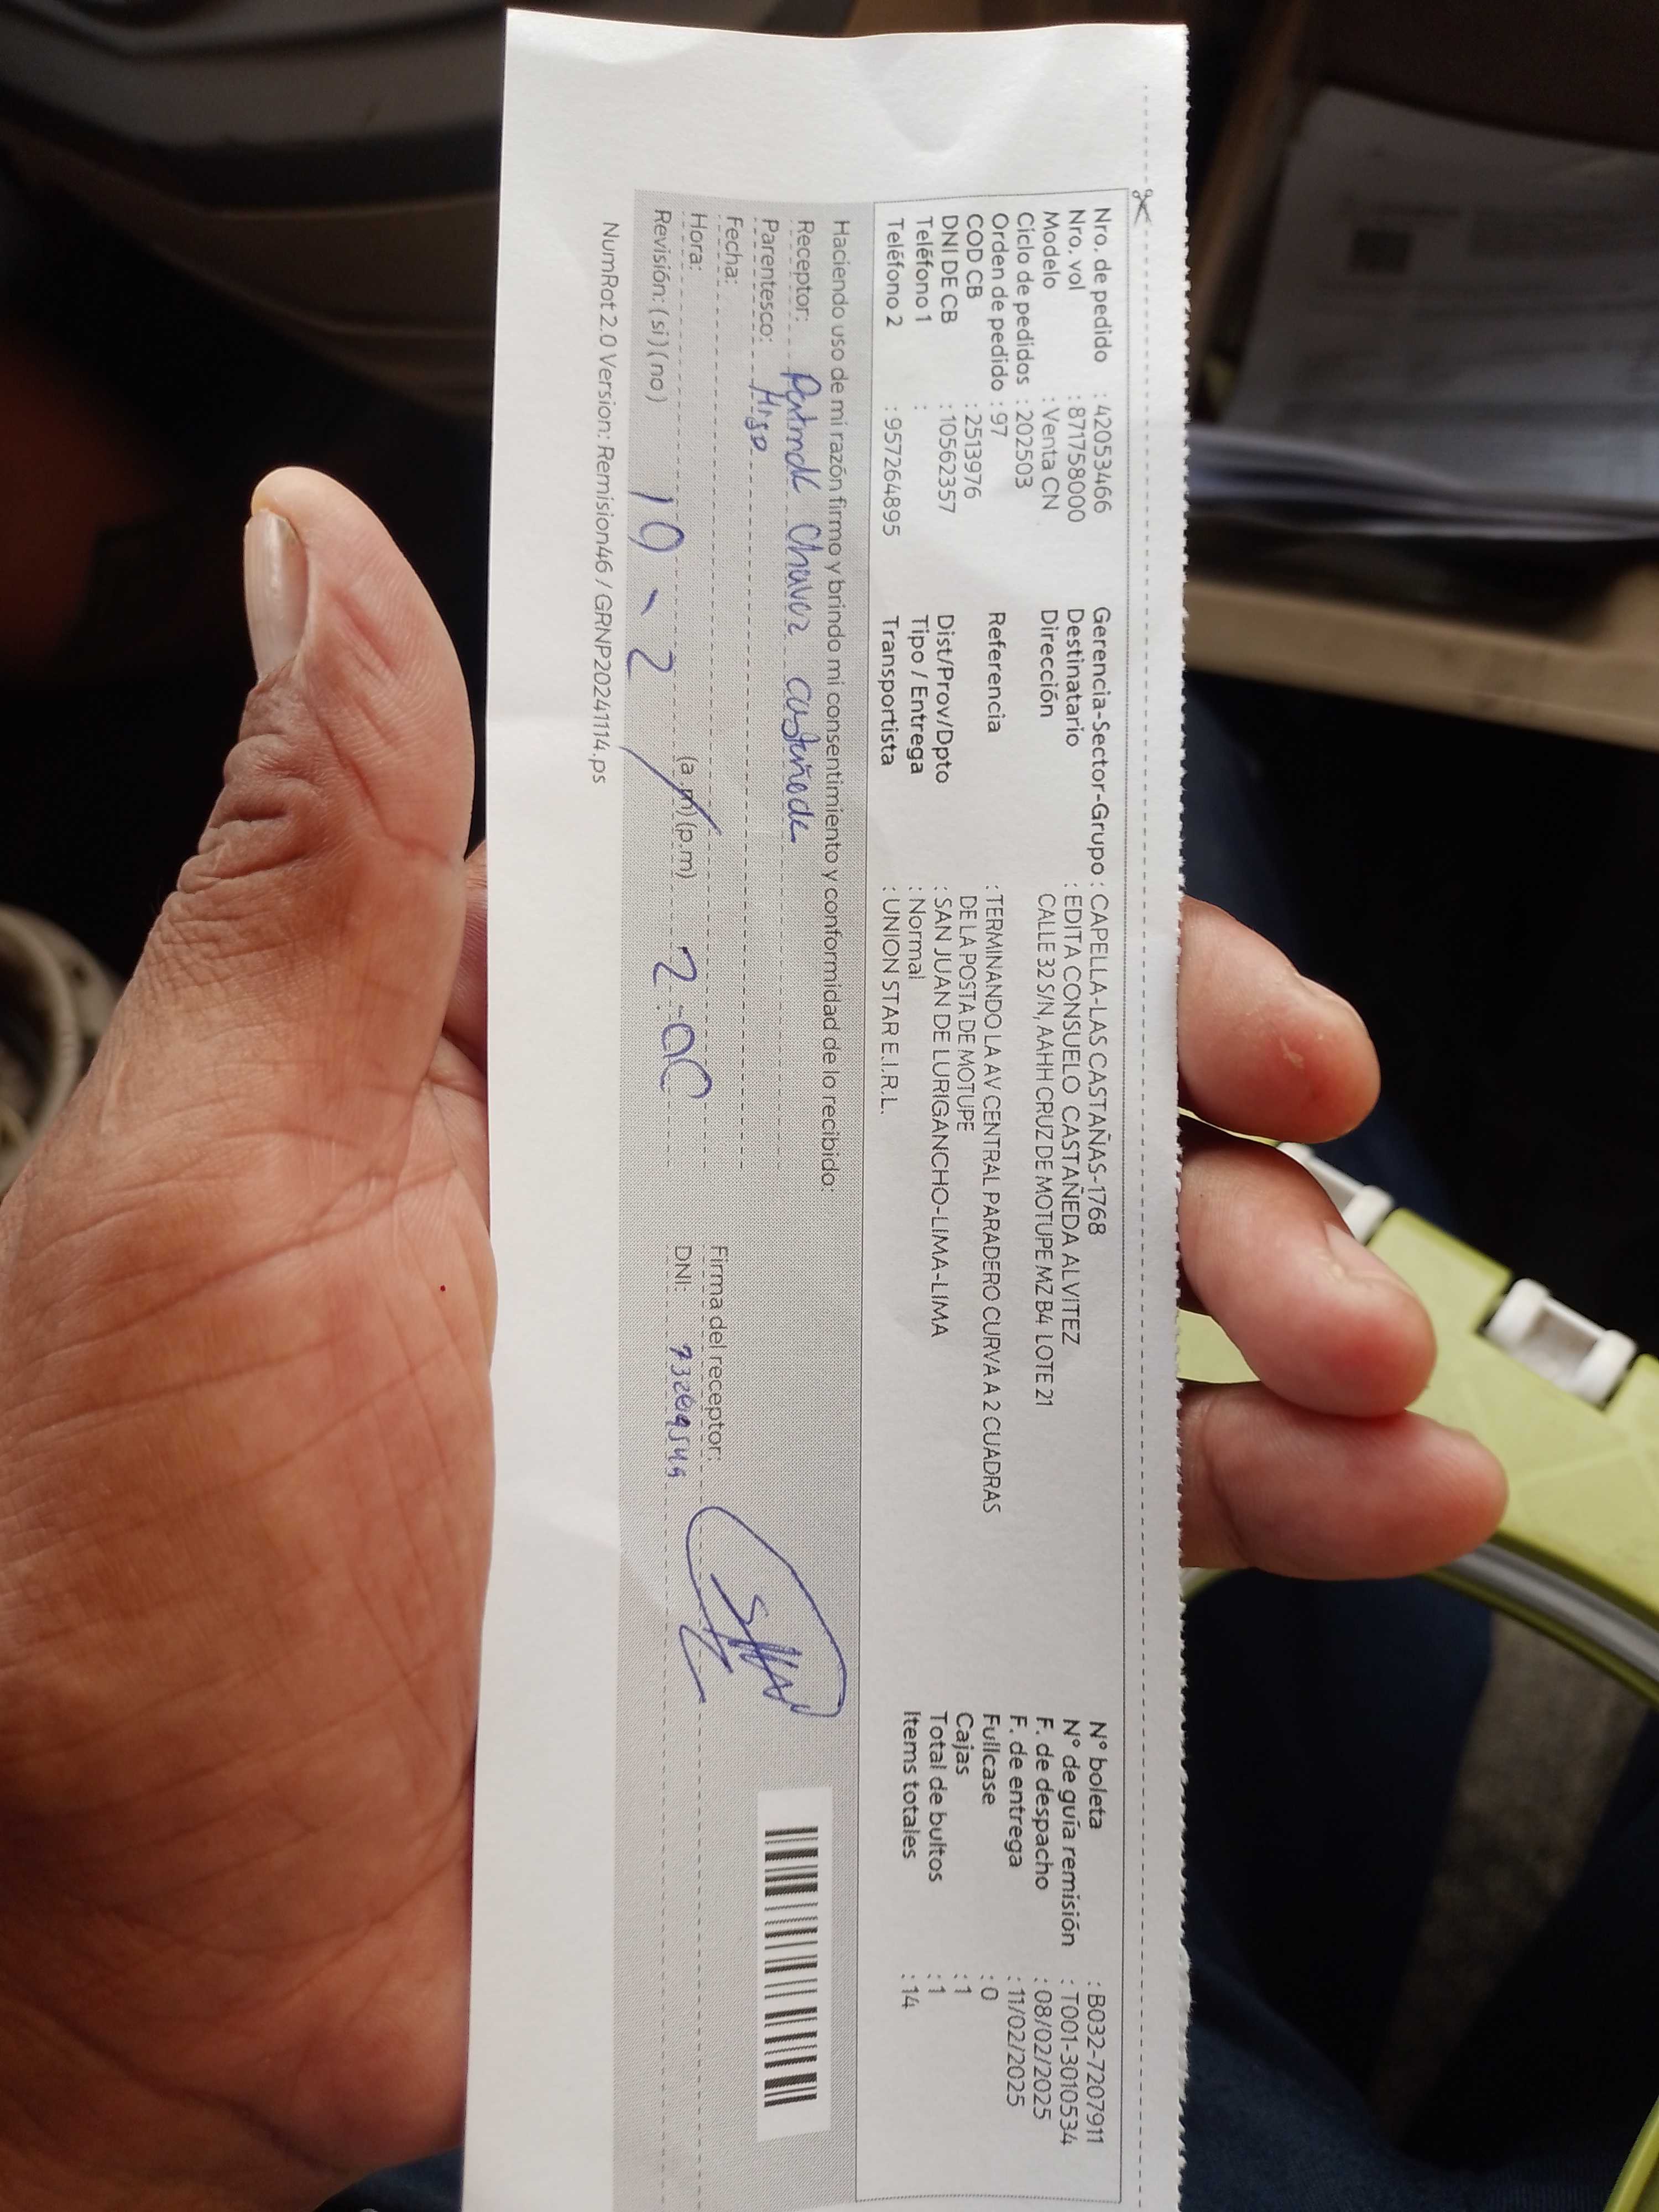 Nro. de pedido : 42053466
Nro. vol : 871758000
Modelo : Venta CN
Ciclo de pedidos : 202503
Orden de pedido : 97
COD CB : 2513976
DNI DE CB : 10562357
Teléfono 1 :
Teléfono 2 : 957264895
Gerencia-Sector-Grupo : CAPELLA-LAS CASTAÑAS-1768
Destinatario : EDITA CONSUELO CASTAÑEDA ALVITEZ
Dirección CALLE 32 S/N, AAHH CRUZ DE MOTUPE MZ B4 LOTE 21
Referencia : TERMINANDO LA AV CENTRAL PARADERO CURVA A 2 CUADRAS
DE LA POSTA DE MOTUPE
Dist/Prov/Dpto : SAN JUAN DE LURIGANCHO-LIMA-LIMA
Tipo / Entrega : Normal
Transportista : UNION STAR E.I.R.L.
N° boleta : B032-7207911
N° de guía remisión : T001-3010534
F. de despacho : 08/02/2025
F. de entrega : 11/02/2025
Fullcase : 0
Cajas : 1
Total de bultos : 1
Items totales : 14
Haciendo uso de mi razón firmo y brindo mi consentimiento y conformidad de lo recibido:
Receptor: Chavez castañeda
Parentesco: Hijo
Fecha:
Hora: (a.m) (p.m)
Revisión: (si) (no) 10-2
Firma del receptor:
DNI:
NumRot 2.0 Version: Remision46 / GRNP20241114.ps